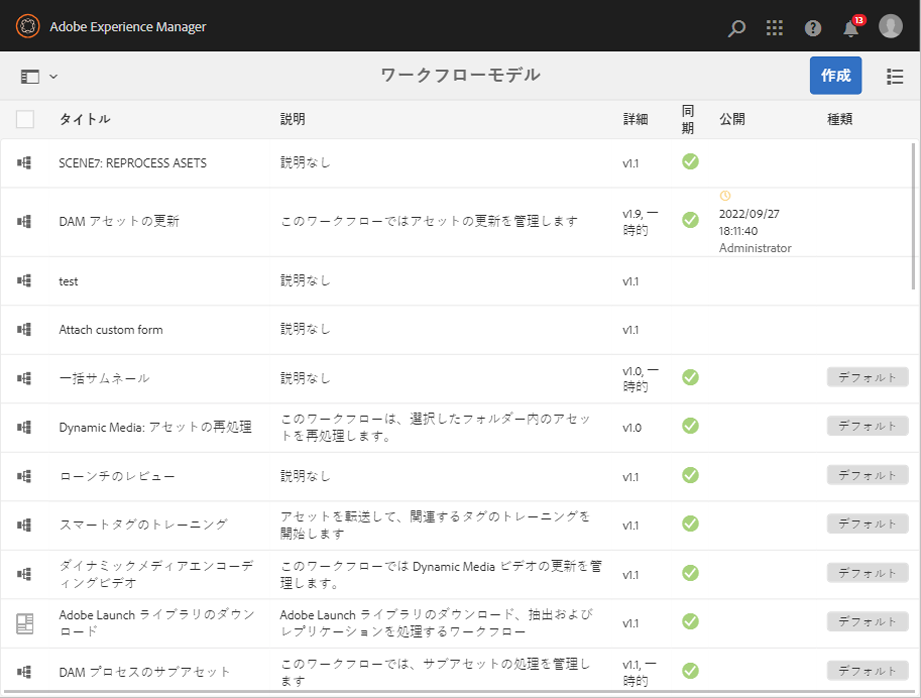 Adobe Experience Manager
13
ワークフローモデル
作成
タイトル 説明 詳細 同期 公開 種類
SCENE7: REPROCESS ASETS 説明なし v1.1
DAM アセットの更新 このワークフローではアセットの更新を管理します v1.9, 一時的 2022/09/27 18:11:40 Administrator
test 説明なし v1.1
Attach custom form 説明なし v1.1
一括サムネール 説明なし v1.0, 一時的 デフォルト
Dynamic Media: アセットの再処理 このワークフローは、選択したフォルダー内のアセットを再処理します。 v1.0 デフォルト
ローンチのレビュー 説明なし v1.1 デフォルト
スマートタグのトレーニング アセットを転送して、関連するタグのトレーニングを開始します v1.1 デフォルト
ダイナミックメディアエンコーディングビデオ このワークフローでは Dynamic Media ビデオの更新を管理します。 v1.1 デフォルト
Adobe Launch ライブラリのダウンロード Adobe Launch ライブラリのダウンロード、抽出およびレプリケーションを処理するワークフロー v1.1 デフォルト
DAM プロセスのサブアセット このワークフローでは、サブアセットの処理を管理します v1.1, 一時的 デフォルト